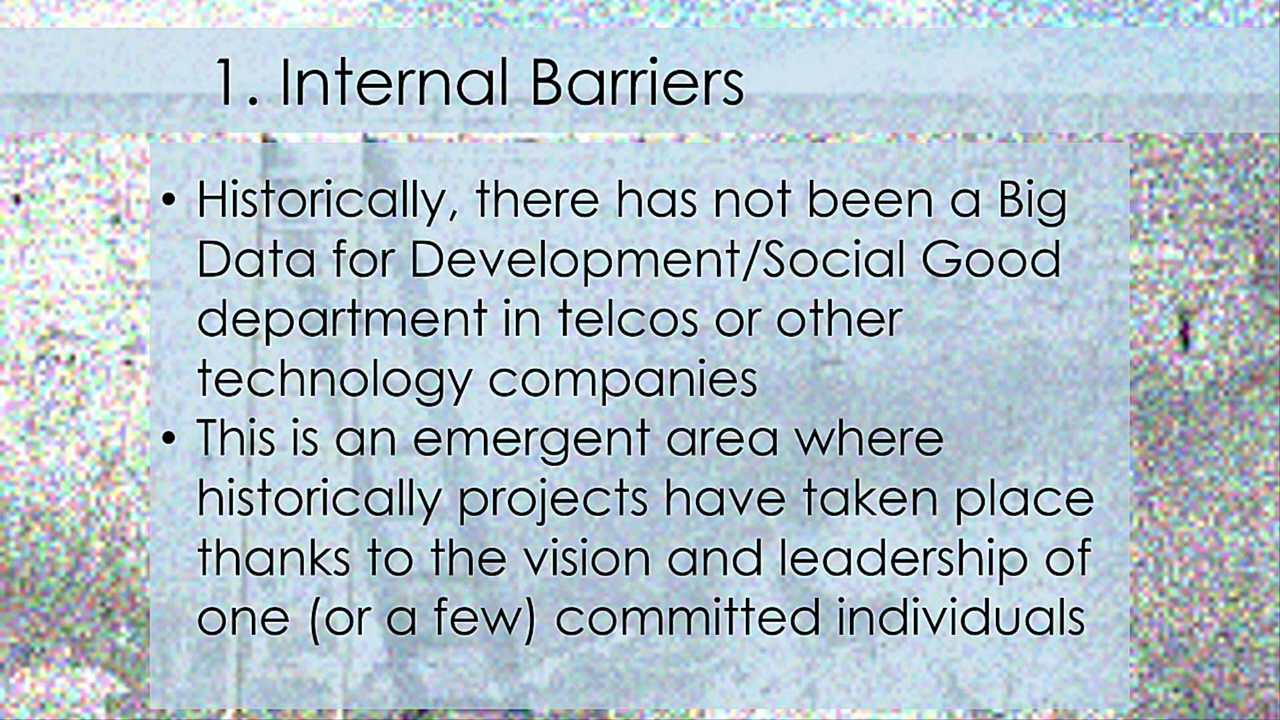 1. Internal Barriers
• Historically, there has not been a Big
Data for Development/Social Good
department in telcos or other
technology companies
• This is an emergent area where
historically projects have taken place
thanks to the vision and leadership of
one (or a few) committed individuals